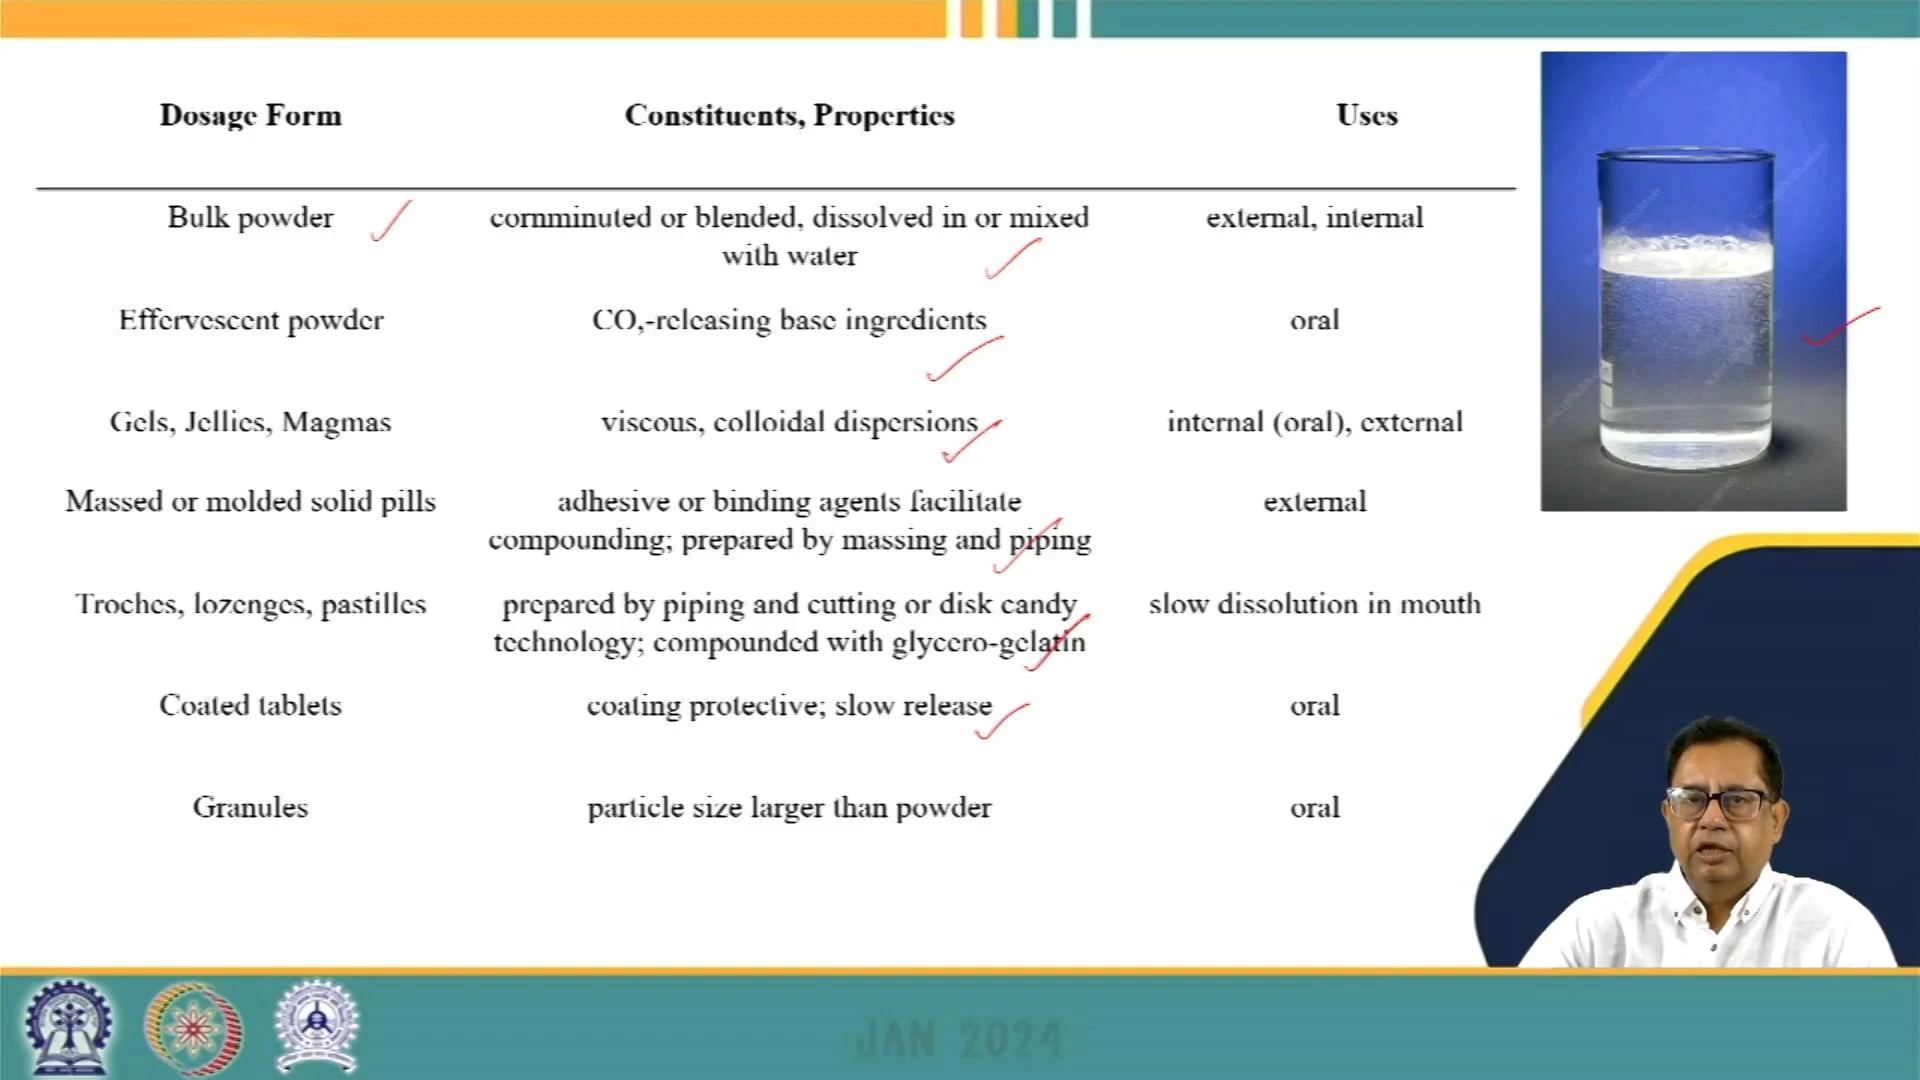 Dosage Form Constituents, Properties Uses
Bulk powder cornminuted or blended, dissolved in or mixed external, internal
with water
Effervescent powder CO,-releasing base ingredients oral
Gels, Jellies, Magmas viscous, colloidal dispersions internal (oral), external
Massed or molded solid pills adhesive or binding agents facilitate external
compounding; prepared by massing and piping
Troches, lozenges, pastilles prepared by piping and cutting or disk candy slow dissolution in mouth
technology; compounded with glycero-gelatin
Coated tablets coating protective; slow release oral
Granules particle size larger than powder oral
JAN 2024